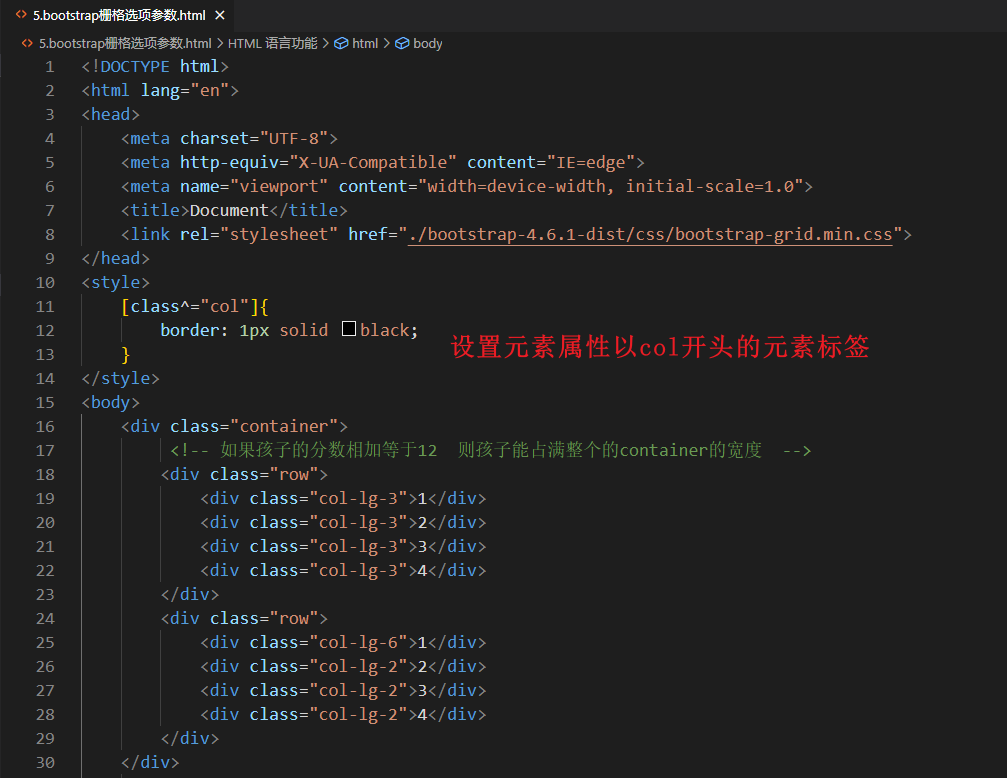 5.bootstrap栅格选项参数.html
5.bootstrap栅格选项参数.html > HTML 语言功能 > html > body
1 <!DOCTYPE html>
2 <html lang="en">
3 <head>
4 <meta charset="UTF-8">
5 <meta http-equiv="X-UA-Compatible" content="IE=edge">
6 <meta name="viewport" content="width=device-width, initial-scale=1.0">
7 <title>Document</title>
8 <link rel="stylesheet" href="./bootstrap-4.6.1-dist/css/bootstrap-grid.min.css">
9 </head>
10 <style>
11 [class^="col"]{
12 border: 1px solid black;
设置元素属性以col开头的元素标签
13 }
14 </style>
15 <body>
16 <div class="container">
17 <!-- 如果孩子的分数相加等于12 则孩子能占满整个的container的宽度 -->
18 <div class="row">
19 <div class="col-lg-3">1</div>
20 <div class="col-lg-3">2</div>
21 <div class="col-lg-3">3</div>
22 <div class="col-lg-3">4</div>
23 </div>
24 <div class="row">
25 <div class="col-lg-6">1</div>
26 <div class="col-lg-2">2</div>
27 <div class="col-lg-2">3</div>
28 <div class="col-lg-2">4</div>
29 </div>
30 </div>